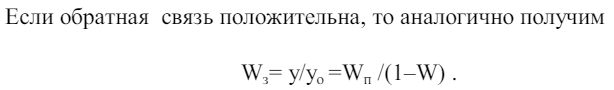 Если обратная связь положительна, то аналогично получим
Wз= y/yо =Wп /(1–W) .